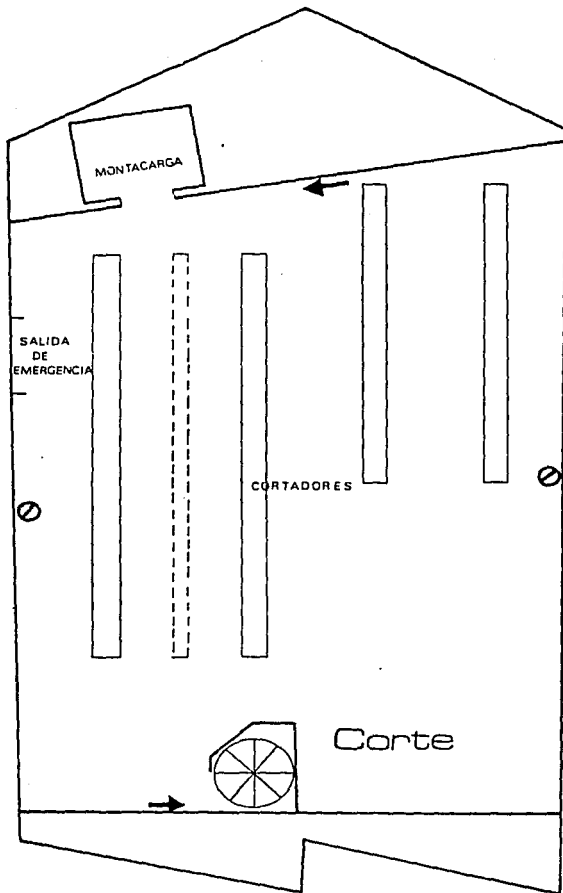 MONTACARGA
SALIDA
DE
EMERGENCIA
CORTADORES
Corte